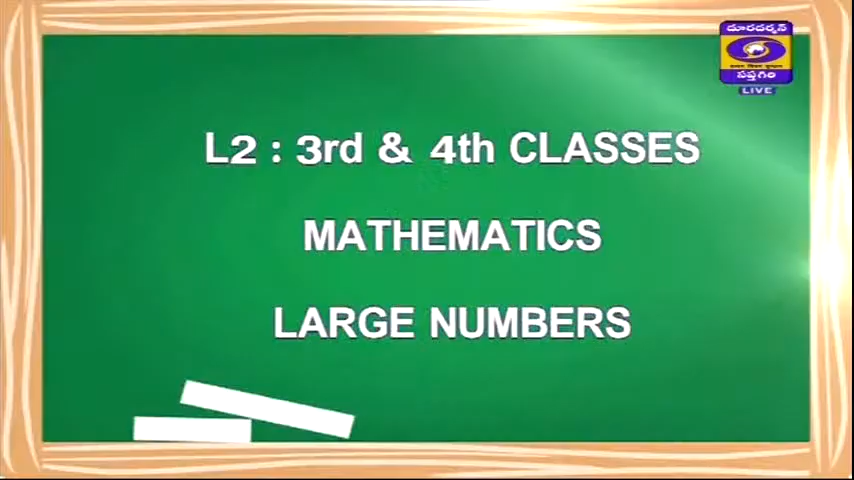 దూరదర్శన్
సప్తగిరి
LIVE
L2 : 3rd & 4th CLASSES
MATHEMATICS
LARGE NUMBERS